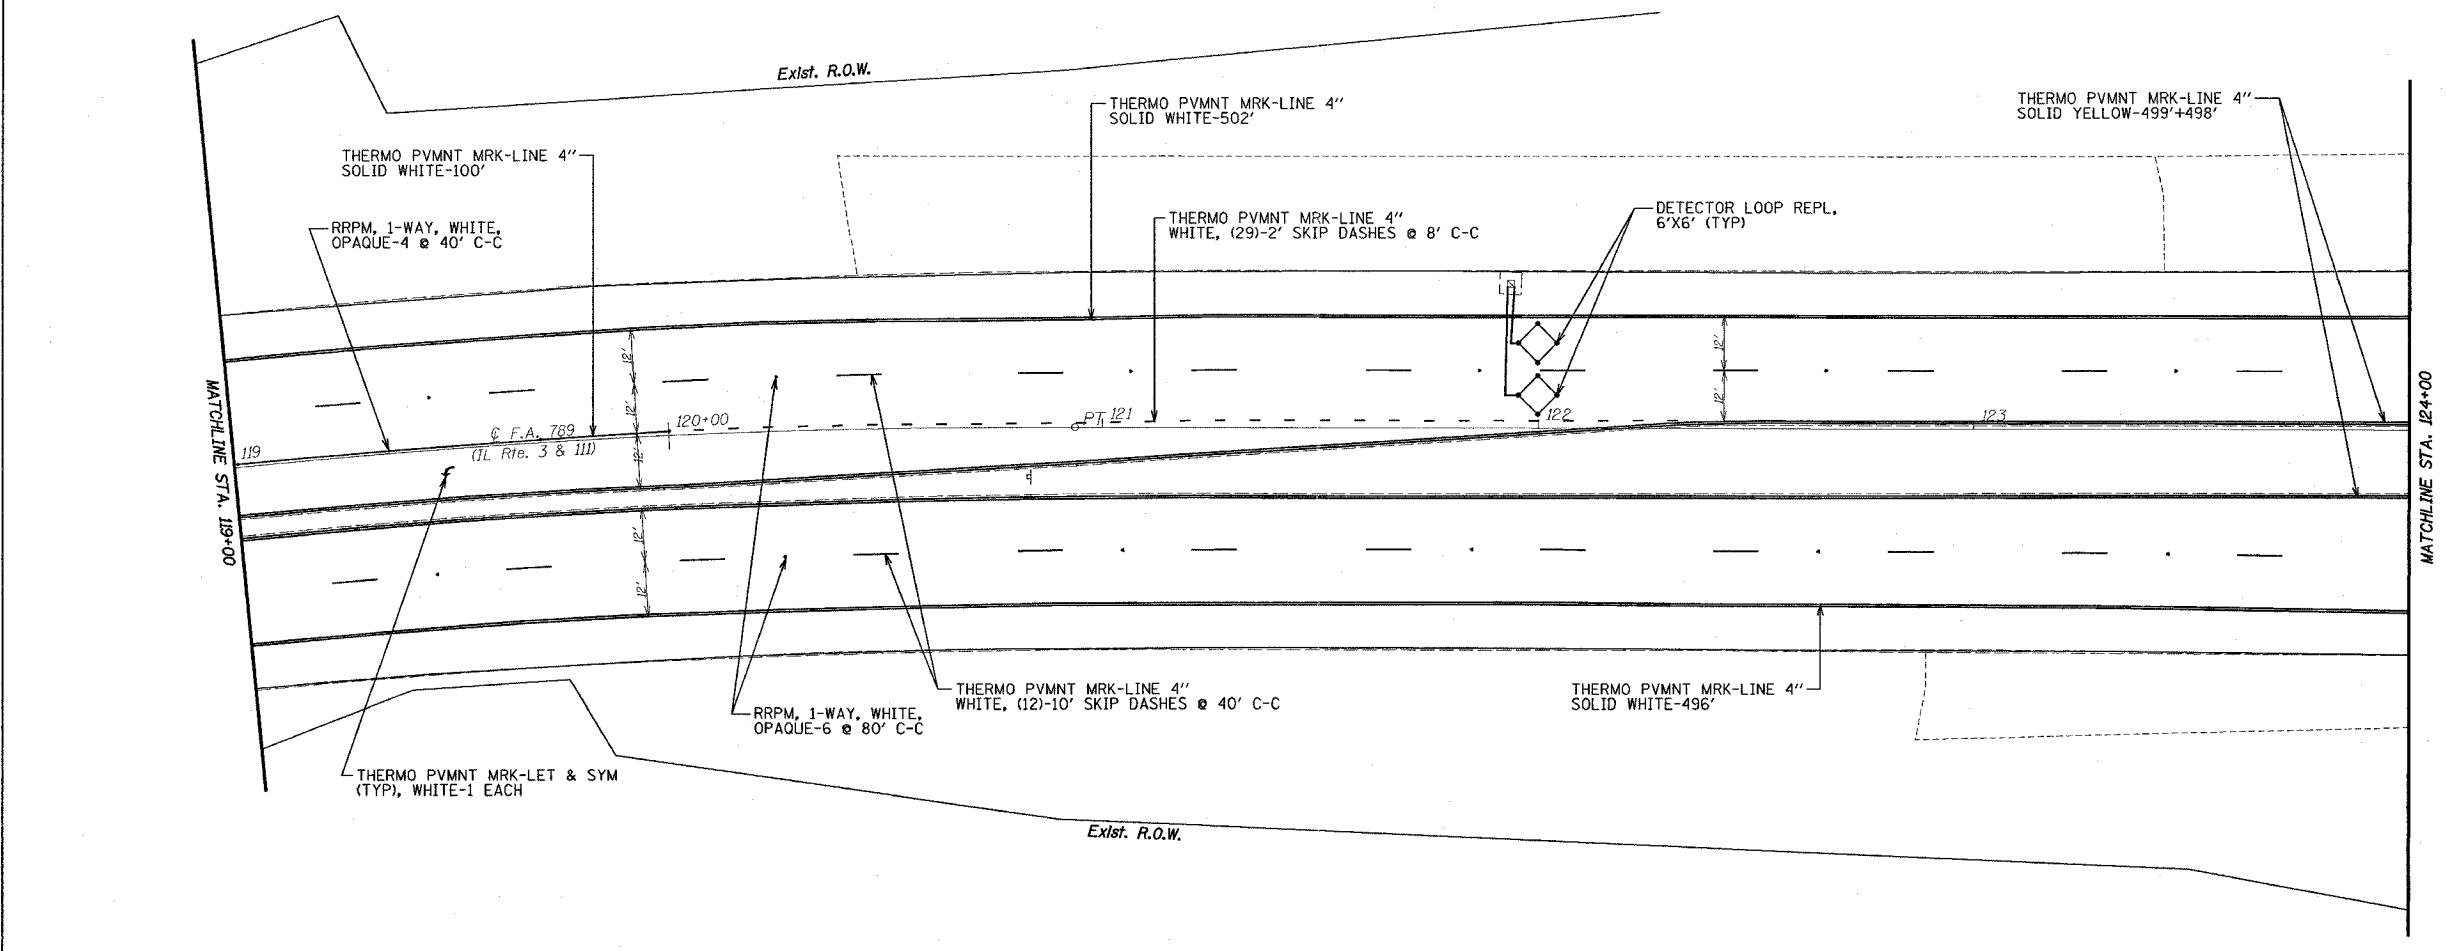 Exist. R.O.W.
THERMO PVMNT MRK-LINE 4"
SOLID WHITE-502'
THERMO PVMNT MRK-LINE 4"
SOLID YELLOW-499'+498'
THERMO PVMNT MRK-LINE 4"
SOLID WHITE-100'
RRPM, 1-WAY, WHITE,
OPAQUE-4 @ 40' C-C
THERMO PVMNT MRK-LINE 4"
WHITE, (29)-2' SKIP DASHES @ 8' C-C
DETECTOR LOOP REPL,
6'X6' (TYP)
12'
12'
12'
12'
12'
MATCHLINE STA. 119+00
119
℄ F.A. 789
(IL Rte. 3 & 111)
120+00
PT
121
122
123
MATCHLINE STA. 124+00
12'
12'
THERMO PVMNT MRK-LINE 4"
WHITE, (12)-10' SKIP DASHES @ 40' C-C
RRPM, 1-WAY, WHITE,
OPAQUE-6 @ 80' C-C
THERMO PVMNT MRK-LINE 4"
SOLID WHITE-496'
THERMO PVMNT MRK-LET & SYM
(TYP), WHITE-1 EACH
Exist. R.O.W.